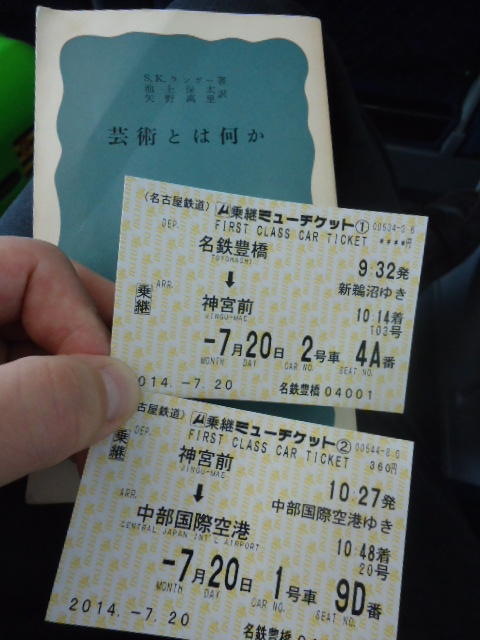 S.K.ランガー著
池上保太
矢野萬里 訳
芸術とは何か
(名古屋鉄道) μ乗継ミューチケット① 00534-26
FIRST CLASS CAR TICKET ****円
DEP.
名鉄豊橋 9:32発
TOYOHASHI 新鵜沼ゆき
ARR. 10:14着
乗継 神宮前 103号
JINGU-MAE
-7月20日 2号車 4A番
MONTH DAY CAR NO. SEAT NO.
2014.-7.20 名鉄豊橋 04001
名古屋鉄道) μ乗継ミューチケット② 00544-26
FIRST CLASS CAR TICKET 360円
乗継 DEP.
神宮前 10:27発
JINGU-MAE 中部国際空港ゆき
ARR.
中部国際空港 10:48着
CENTRAL JAPAN INT'L AIRPORT 20号
-7月20日 1号車 9D番
MONTH DAY CAR NO. SEAT NO.
2014.-7.20 名鉄豊橋